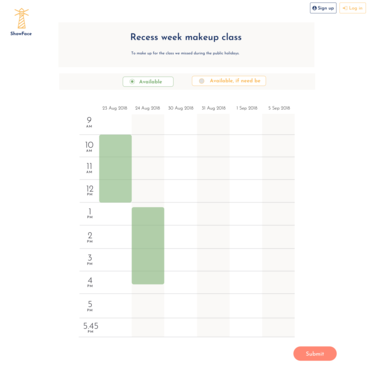 Sign up
Log in
ShowFace
Recess week makeup class
To make up for the class we missed during the public holidays.
+ Available
Available, if need be
23 Aug 2018 24 Aug 2018 30 Aug 2018 31 Aug 2018 1 Sep 2018 5 Sep 2018
9
AM
10
AM
11
AM
12
PM
1
PM
2
PM
3
PM
4
PM
5
PM
5.45
PM
Submit